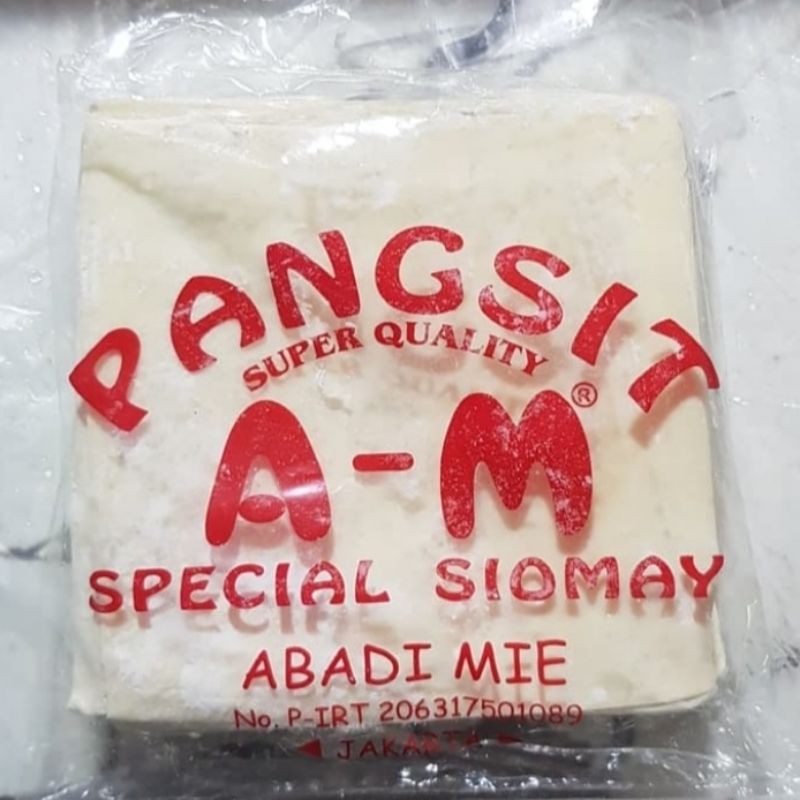 PANGSIT
SUPER QUALITY
A-M®
SPECIAL SIOMAY
ABADI MIE
No. P-IRT 206317501089
JAKARTA